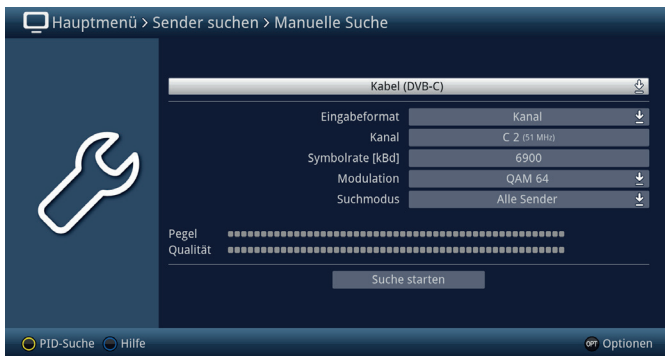 Hauptmenü > Sender suchen > Manuelle Suche
Kabel (DVB-C)
Eingabeformat Kanal
Kanal C 2 (51 MHz)
Symbolrate [kBd] 6900
Modulation QAM 64
Suchmodus Alle Sender
Pegel
Qualität
Suche starten
PID-Suche Hilfe OPT Optionen